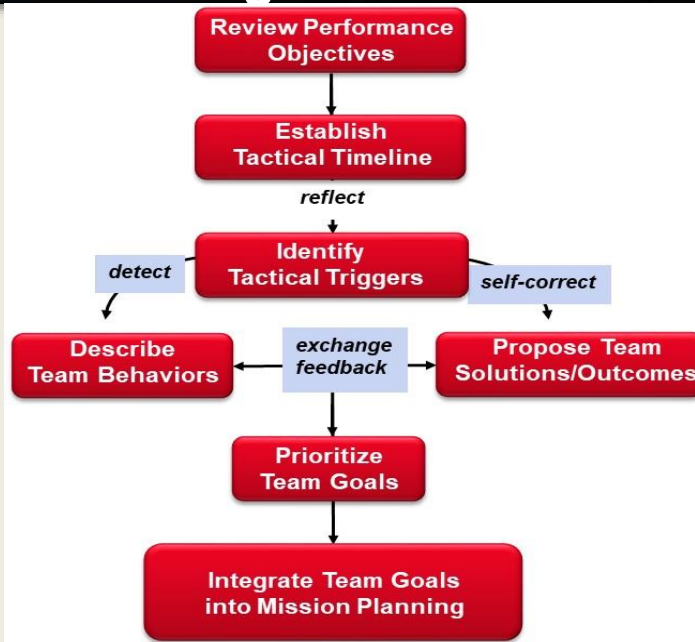 Review Performance
Objectives
Establish
Tactical Timeline
reflect
Identify
Tactical Triggers
detect
self-correct
Describe
Team Behaviors
exchange
feedback
Propose Team
Solutions/Outcomes
Prioritize
Team Goals
Integrate Team Goals
into Mission Planning